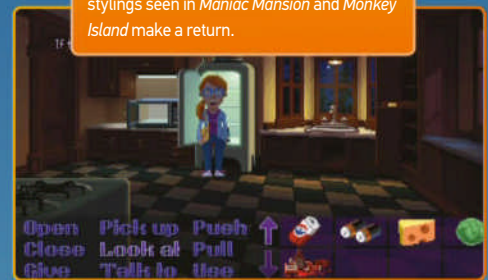 stylings seen in Maniac Mansion and Monkey
Island make a return.
If
Open Pick up Push
Close Look at Pull
Give Talk to Use